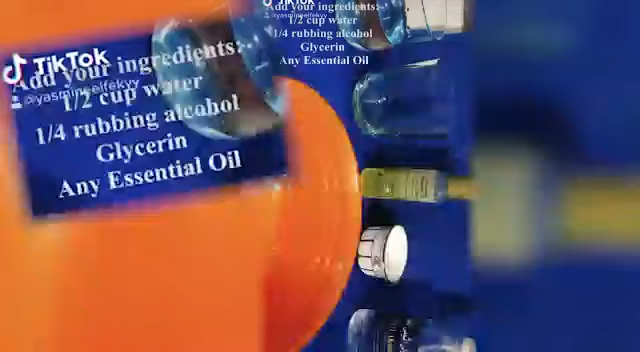 TikTok
Add your ingredients:
@yasmineelfekyy
1/2 cup water
1/4 rubbing alcohol
Glycerin
Any Essential Oil
Add your ingredients:
1/2 cup water
1/4 rubbing alcohol
Glycerin
Any Essential Oil